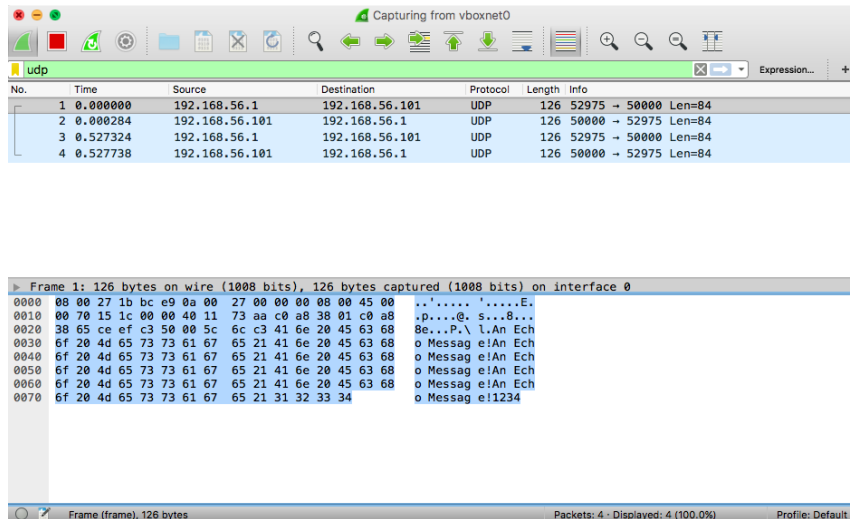 Capturing from vboxnet0
udp Expression... +
No. Time Source Destination Protocol Length Info
1 0.000000 192.168.56.1 192.168.56.101 UDP 126 52975 → 50000 Len=84
2 0.000284 192.168.56.101 192.168.56.1 UDP 126 50000 → 52975 Len=84
3 0.527324 192.168.56.1 192.168.56.101 UDP 126 52975 → 50000 Len=84
4 0.527738 192.168.56.101 192.168.56.1 UDP 126 50000 → 52975 Len=84
Frame 1: 126 bytes on wire (1008 bits), 126 bytes captured (1008 bits) on interface 0
0000 08 00 27 1b bc e9 0a 00 27 00 00 00 08 00 45 00 ..'..... '.....E.
0010 00 70 15 1c 00 00 40 11 73 aa c0 a8 38 01 c0 a8 .p....@. s...8...
0020 38 65 ce ef c3 50 00 5c 6c c3 41 6e 20 45 63 68 8e...P.\ l.An Ech
0030 6f 20 4d 65 73 73 61 67 65 21 41 6e 20 45 63 68 o Messag e!An Ech
0040 6f 20 4d 65 73 73 61 67 65 21 41 6e 20 45 63 68 o Messag e!An Ech
0050 6f 20 4d 65 73 73 61 67 65 21 41 6e 20 45 63 68 o Messag e!An Ech
0060 6f 20 4d 65 73 73 61 67 65 21 41 6e 20 45 63 68 o Messag e!An Ech
0070 6f 20 4d 65 73 73 61 67 65 21 31 32 33 34 o Messag e!1234
Frame (frame), 126 bytes Packets: 4 · Displayed: 4 (100.0%) Profile: Default